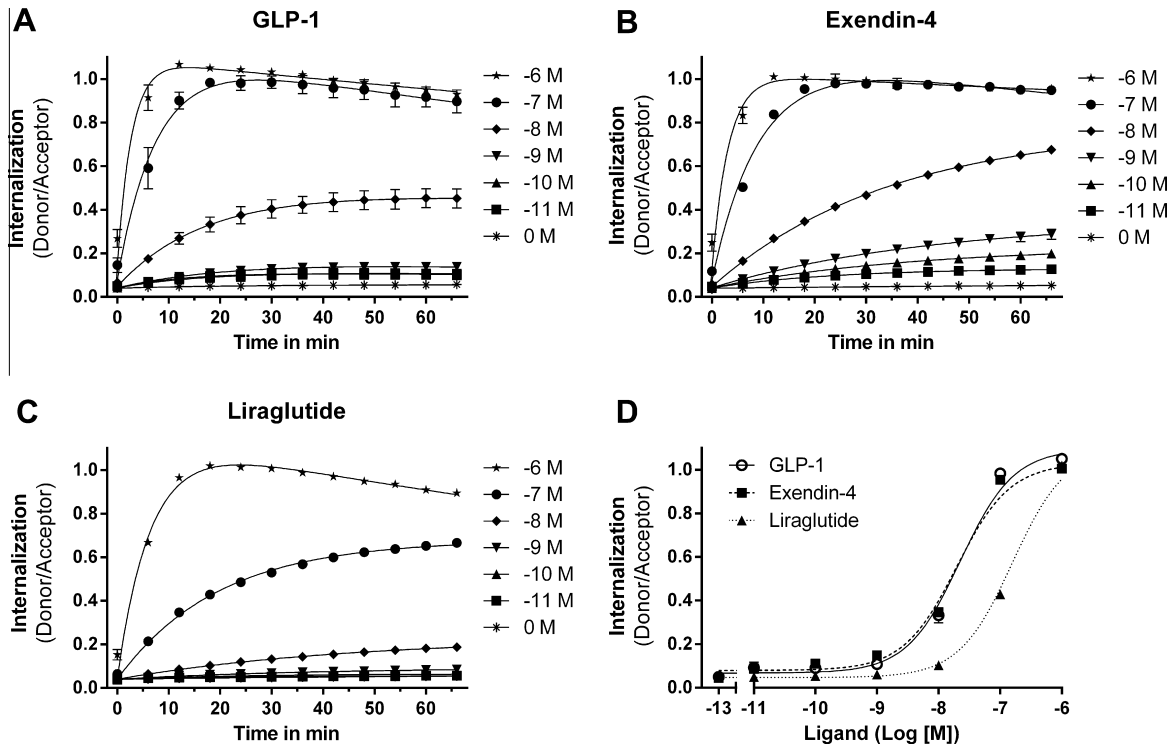 A
GLP-1
Internalization
(Donor/Acceptor)
1.0
0.8
0.6
0.4
0.2
0.0
0 10 20 30 40 50 60
Time in min
-6 M
-7 M
-8 M
-9 M
-10 M
-11 M
0 M
B
Exendin-4
Internalization
(Donor/Acceptor)
1.0
0.8
0.6
0.4
0.2
0.0
0 10 20 30 40 50 60
Time in min
-6 M
-7 M
-8 M
-9 M
-10 M
-11 M
0 M
C
Liraglutide
Internalization
(Donor/Acceptor)
1.0
0.8
0.6
0.4
0.2
0.0
0 10 20 30 40 50 60
Time in min
-6 M
-7 M
-8 M
-9 M
-10 M
-11 M
0 M
D
Internalization
(Donor/Acceptor)
1.0
0.8
0.6
0.4
0.2
0.0
GLP-1
Exendin-4
Liraglutide
-13 -11 -10 -9 -8 -7 -6
Ligand (Log [M])